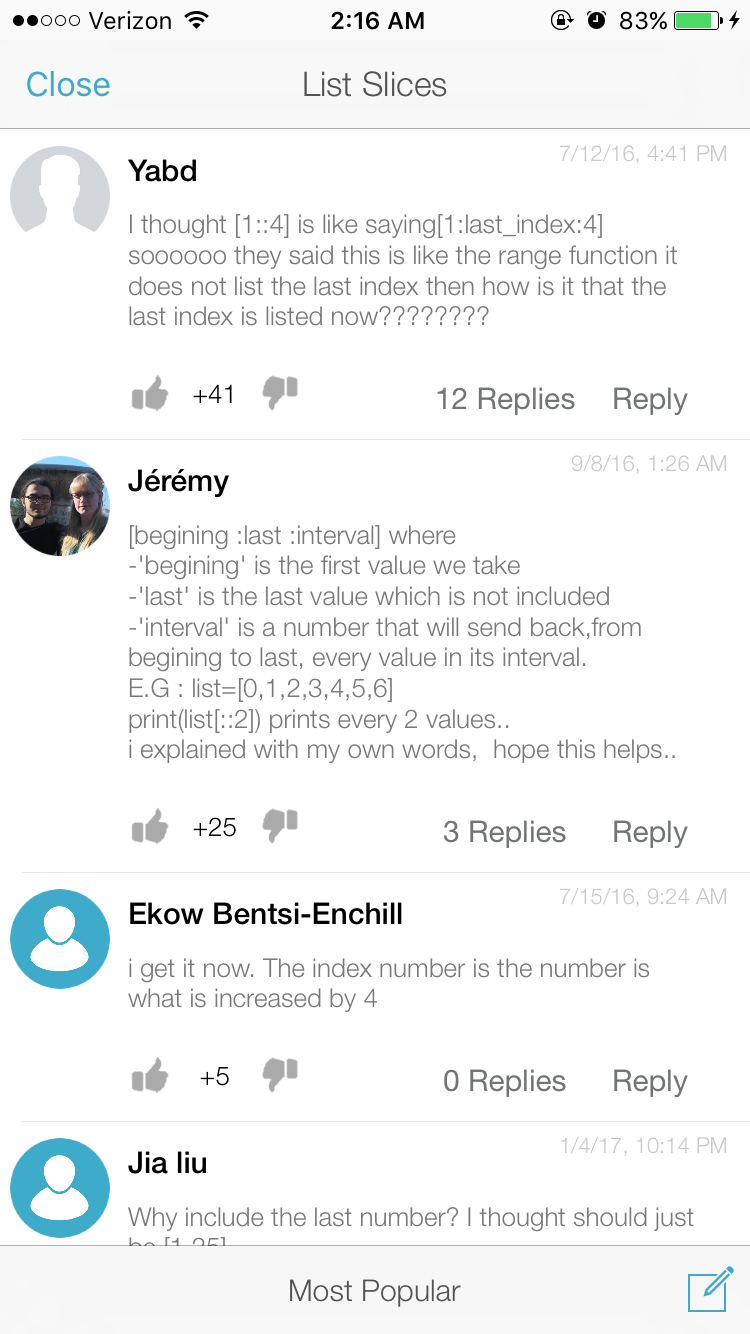 Verizon 2:16 AM 83%
Close List Slices
Yabd 7/12/16, 4:41 PM
I thought [1::4] is like saying[1:last_index:4]
soooooo they said this is like the range function it
does not list the last index then how is it that the
last index is listed now????????
+41 12 Replies Reply
Jérémy 9/8/16, 1:26 AM
[begining :last :interval] where
-'begining' is the first value we take
-'last' is the last value which is not included
-'interval' is a number that will send back,from
begining to last, every value in its interval.
E.G : list=[0,1,2,3,4,5,6]
print(list[::2]) prints every 2 values..
i explained with my own words,  hope this helps..
+25 3 Replies Reply
Ekow Bentsi-Enchill 7/15/16, 9:24 AM
i get it now. The index number is the number is
what is increased by 4
+5 0 Replies Reply
Jia liu 1/4/17, 10:14 PM
Why include the last number? I thought should just
Most Popular